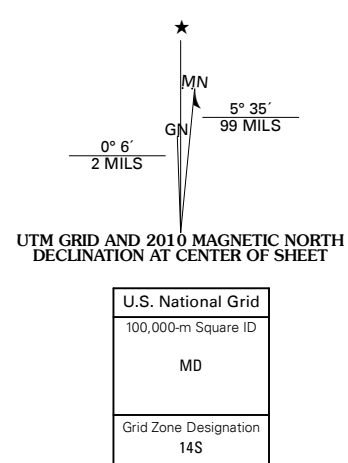 MN
GN
5° 35´
99 MILS
0° 6´
2 MILS
UTM GRID AND 2010 MAGNETIC NORTH
DECLINATION AT CENTER OF SHEET
U.S. National Grid
100,000-m Square ID
MD
Grid Zone Designation
14S